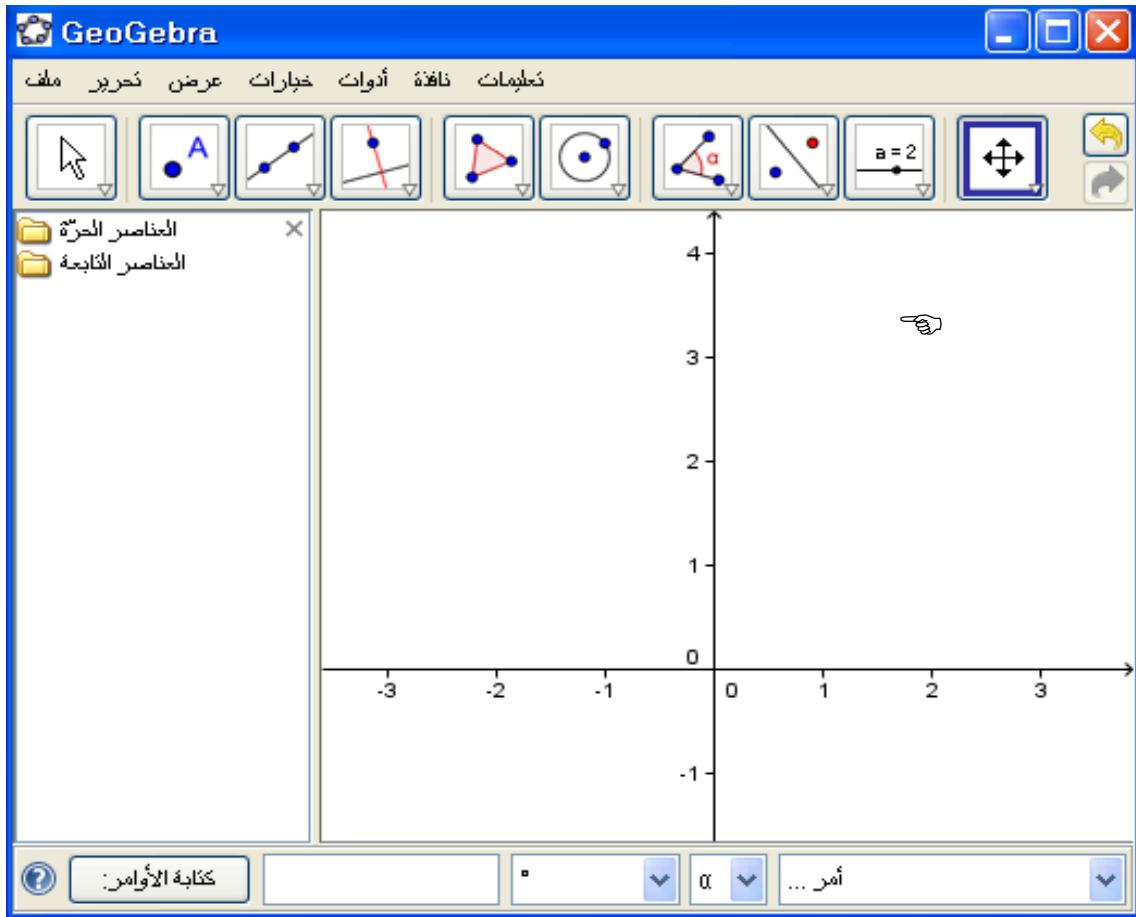 GeoGebra
ملف تحرير عرض خيارات أدوات نافذة تعليمات
A
α
a = 2
العناصر الحرّة
العناصر التابعة
4
3
2
1
0
-3 -2 -1 0 1 2 3
-1
كتابة الأوامر: ° α أمر ...